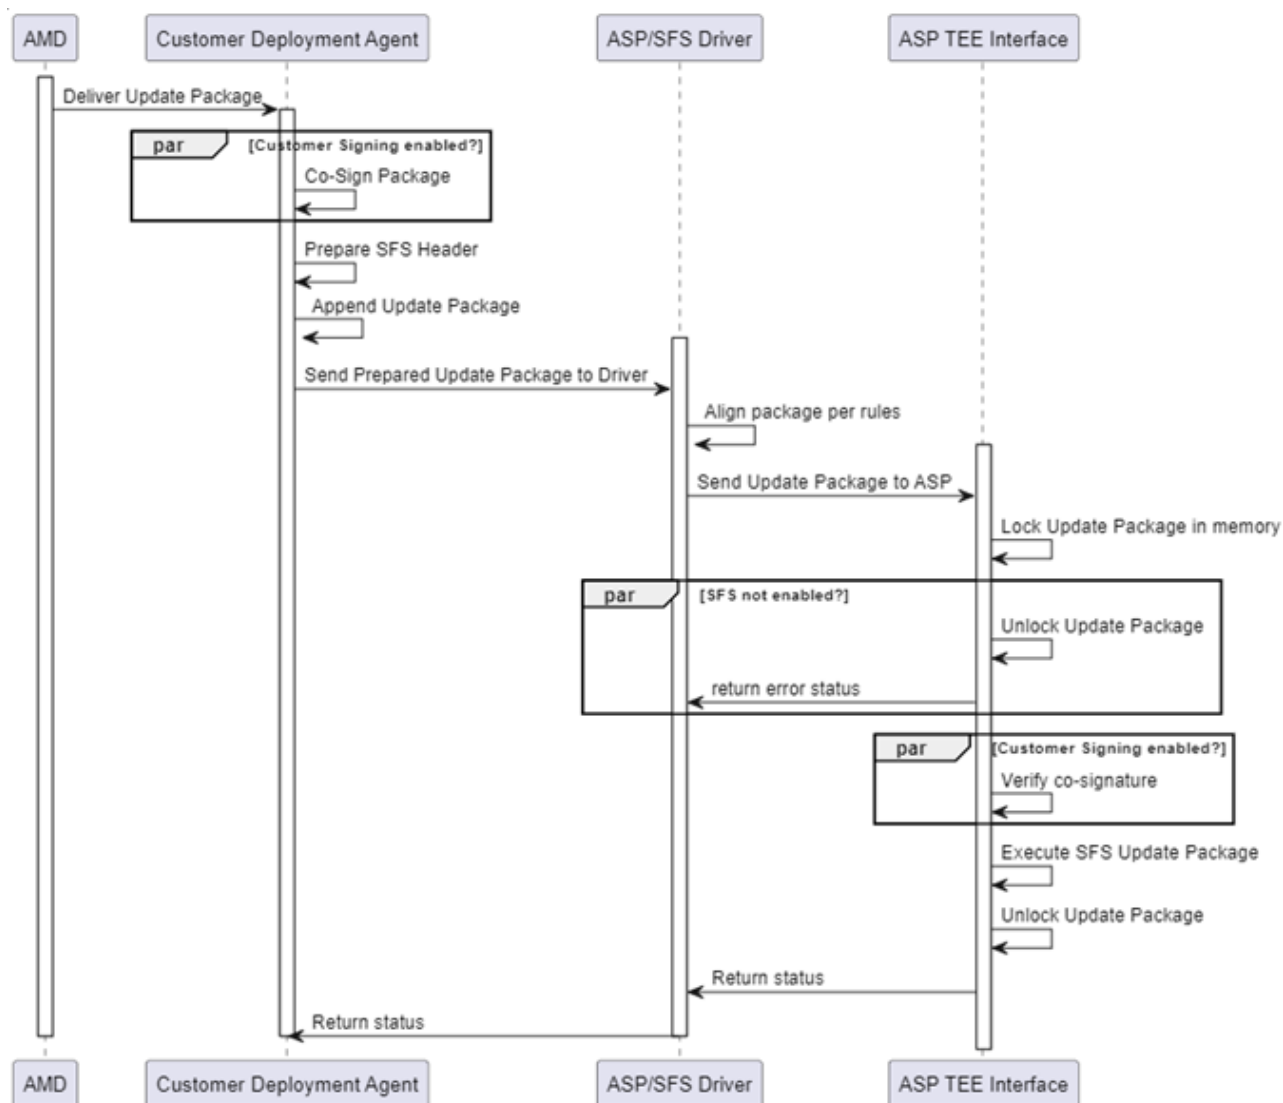 AMD
Customer Deployment Agent
ASP/SFS Driver
ASP TEE Interface
Deliver Update Package
par
[Customer Signing enabled?]
Co-Sign Package
Prepare SFS Header
Append Update Package
Send Prepared Update Package to Driver
Align package per rules
Send Update Package to ASP
Lock Update Package in memory
par
[SFS not enabled?]
Unlock Update Package
return error status
par
[Customer Signing enabled?]
Verify co-signature
Execute SFS Update Package
Unlock Update Package
Return status
Return status
AMD
Customer Deployment Agent
ASP/SFS Driver
ASP TEE Interface